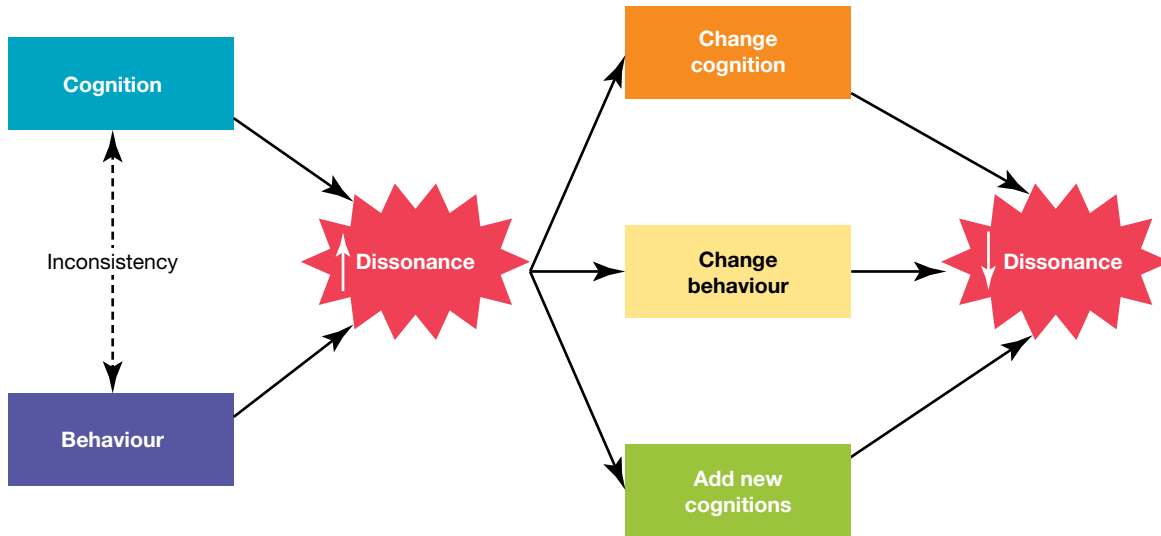 Cognition
Inconsistency
Behaviour
Dissonance
Change
cognition
Change
behaviour
Add new
cognitions
Dissonance